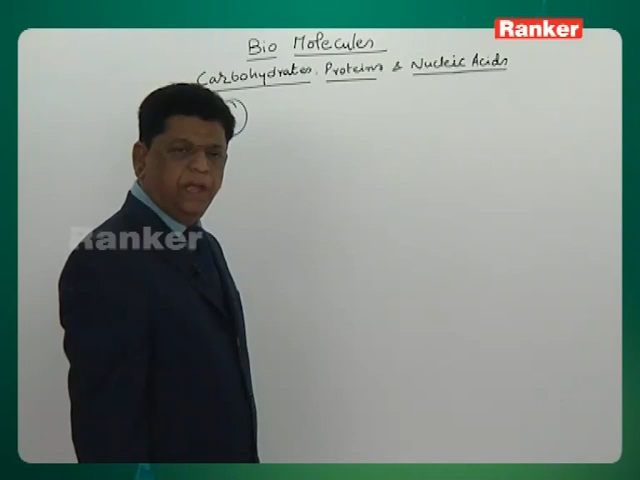 Ranker
Bio Molecules
Carbohydrates, Proteins & Nucleic Acids
Ranker